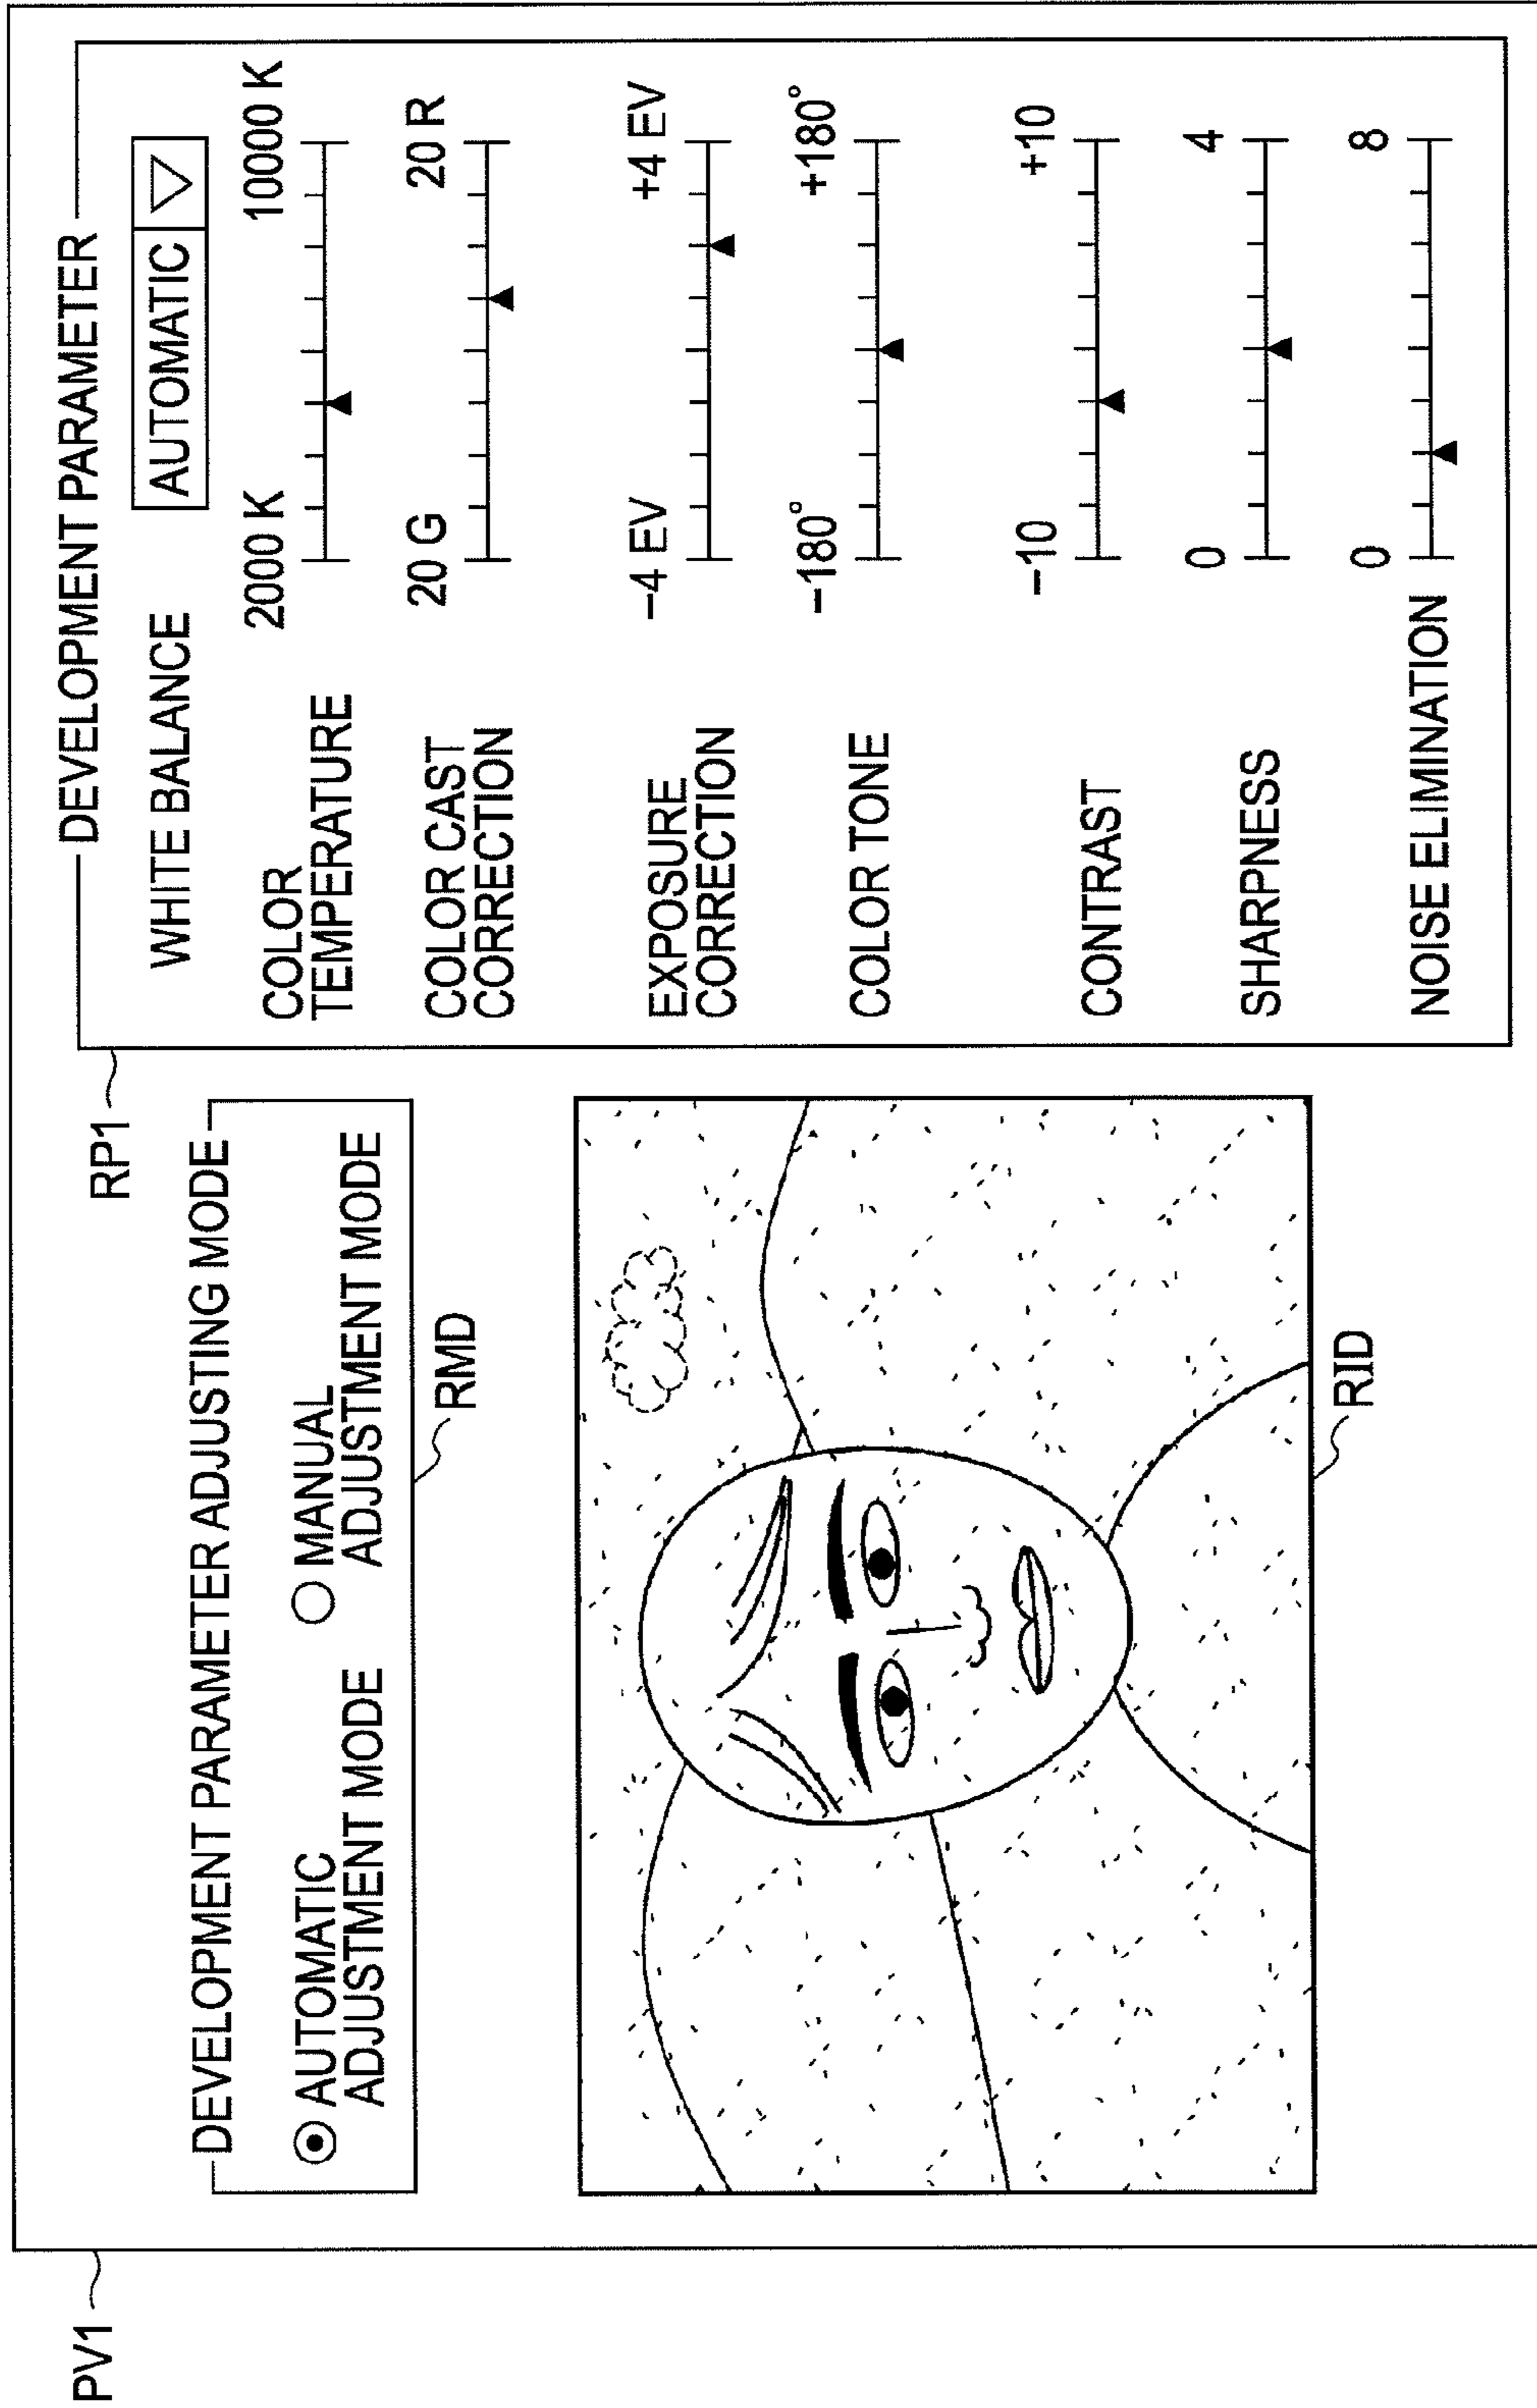 PV1
DEVELOPMENT PARAMETER ADJUSTING MODE
AUTOMATIC
ADJUSTMENT MODE
MANUAL
ADJUSTMENT MODE
RMD
RID
RP1
DEVELOPMENT PARAMETER
WHITE BALANCE
AUTOMATIC
COLOR
TEMPERATURE
2000 K
10000 K
COLOR CAST
CORRECTION
20 G
20 R
EXPOSURE
CORRECTION
–4 EV
+4 EV
COLOR TONE
–180°
+180°
CONTRAST
–10
+10
SHARPNESS
0
4
NOISE ELIMINATION
0
8